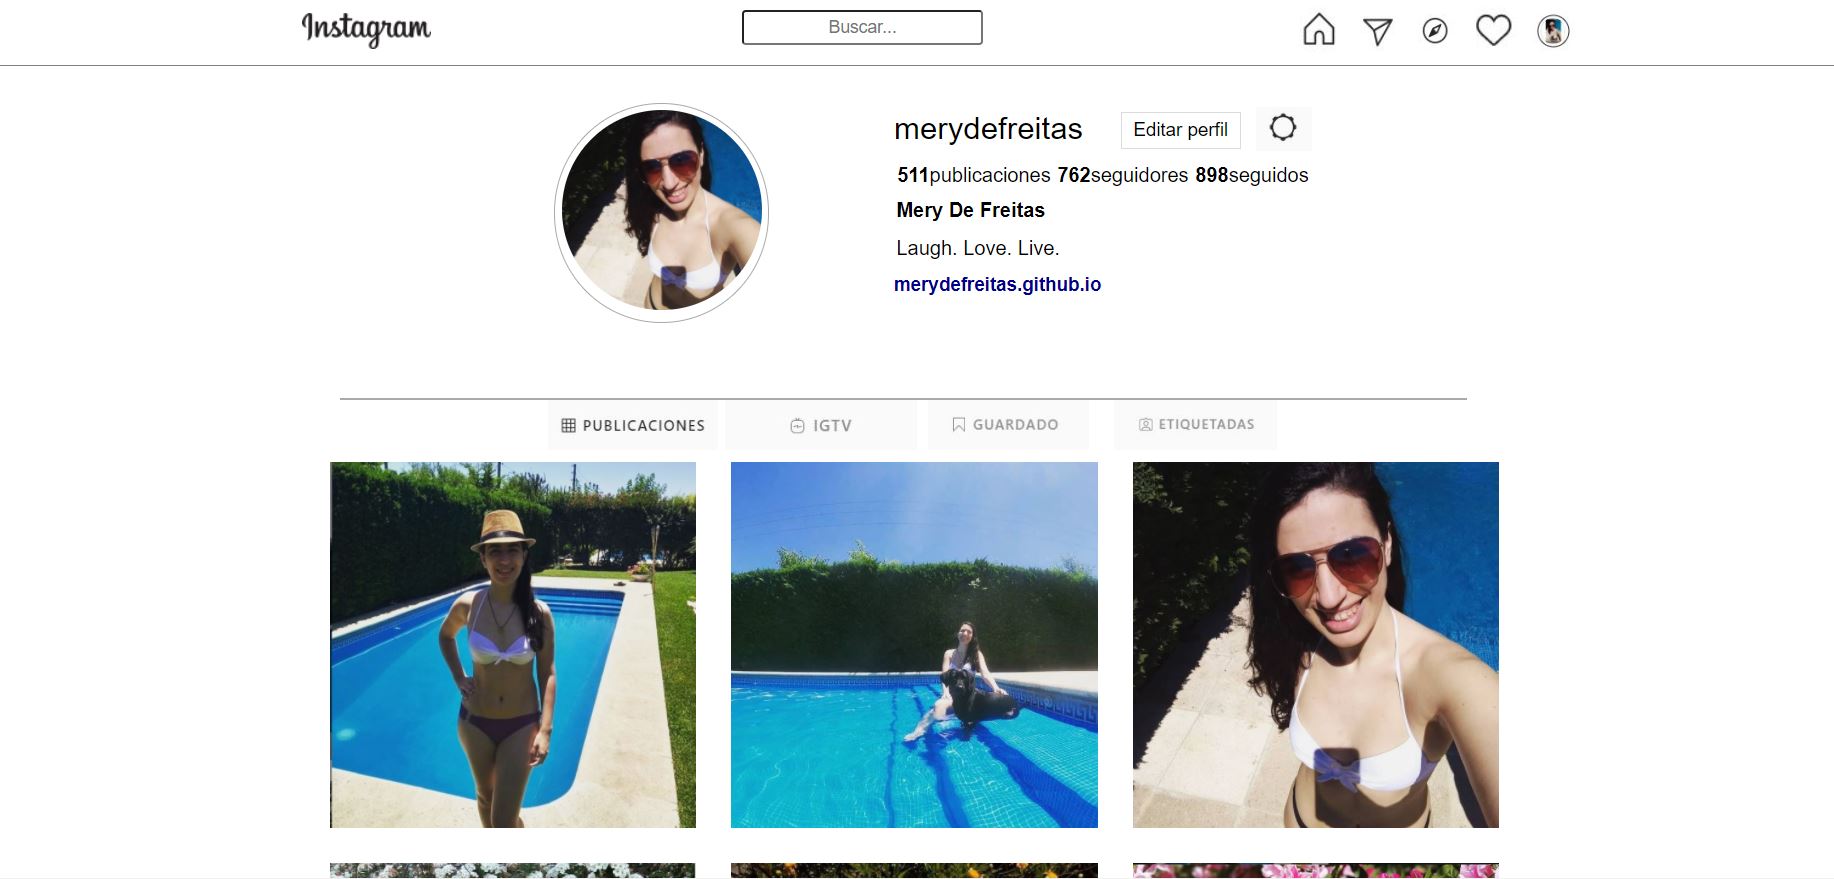 Instagram
Buscar...
merydefreitas
Editar perfil
511publicaciones 762seguidores 898seguidos
Mery De Freitas
Laugh. Love. Live.
merydefreitas.github.io
PUBLICACIONES
IGTV
GUARDADO
ETIQUETADAS